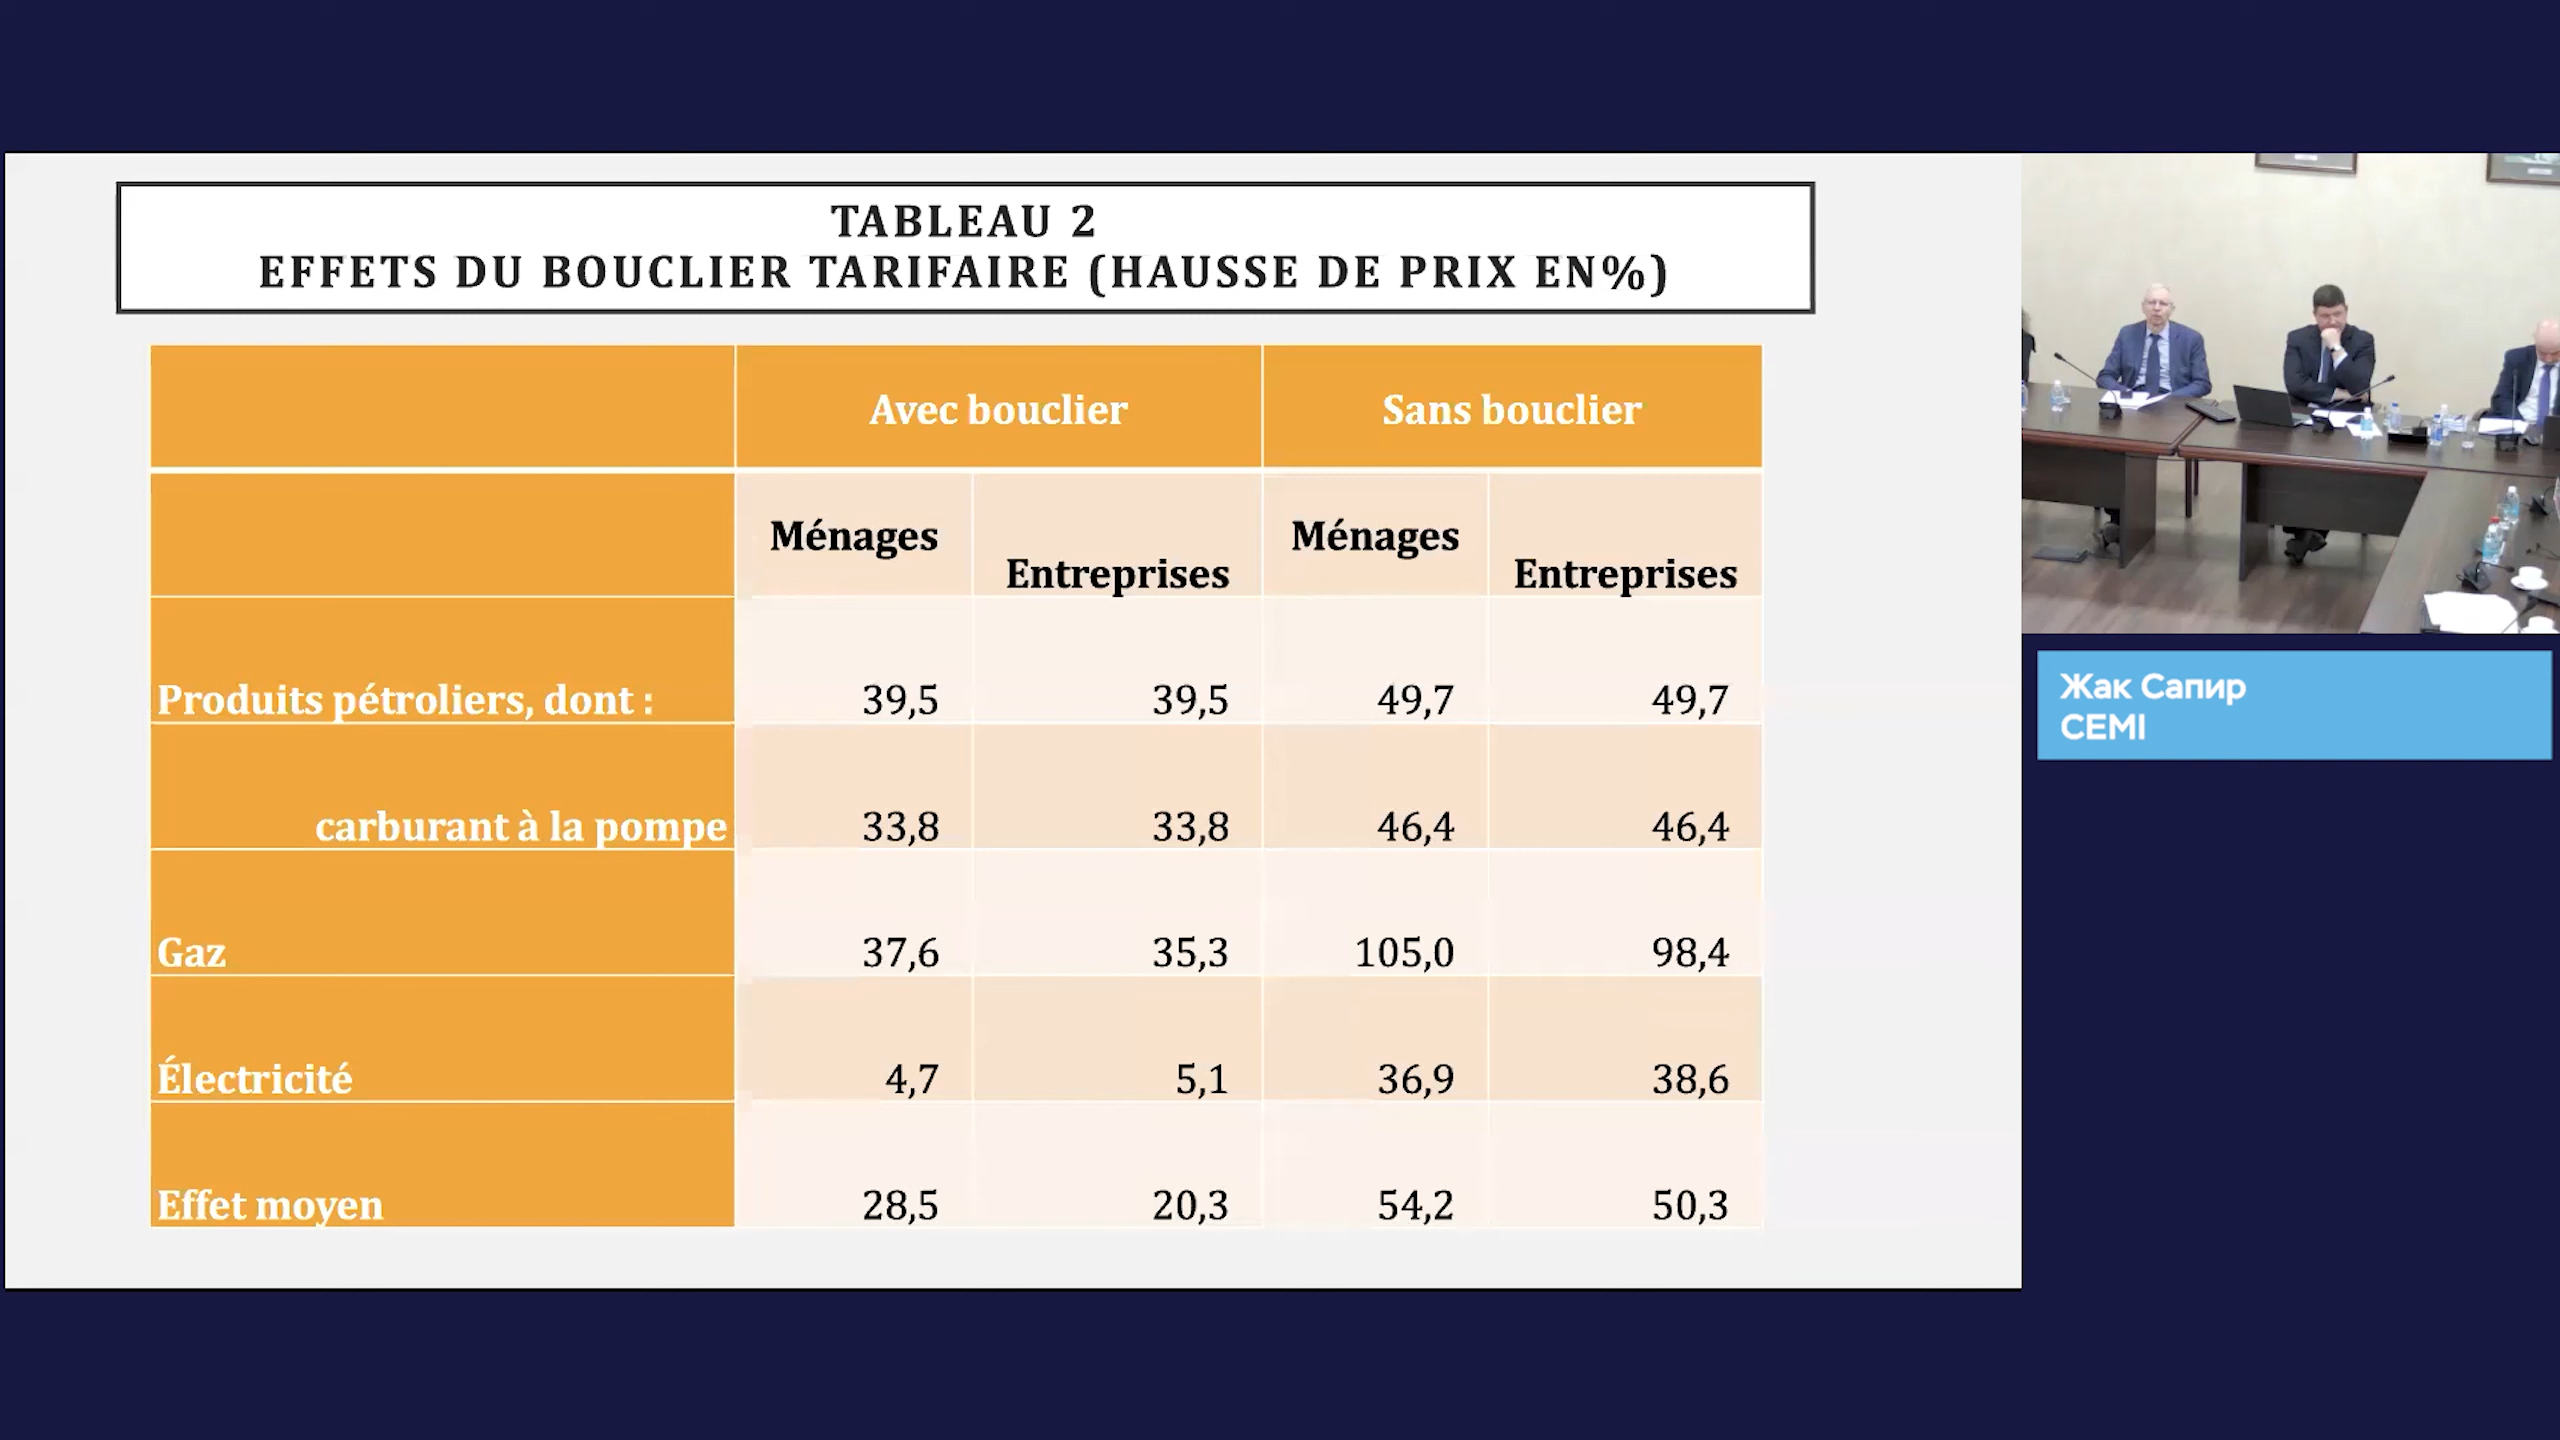 TABLEAU 2
EFFETS DU BOUCLIER TARIFAIRE (HAUSSE DE PRIX EN%)
Avec bouclier Sans bouclier
Ménages Entreprises Ménages Entreprises
Produits pétroliers, dont : 39,5 39,5 49,7 49,7
carburant à la pompe 33,8 33,8 46,4 46,4
Gaz 37,6 35,3 105,0 98,4
Électricité 4,7 5,1 36,9 38,6
Effet moyen 28,5 20,3 54,2 50,3
Жак Сапир
CEMI